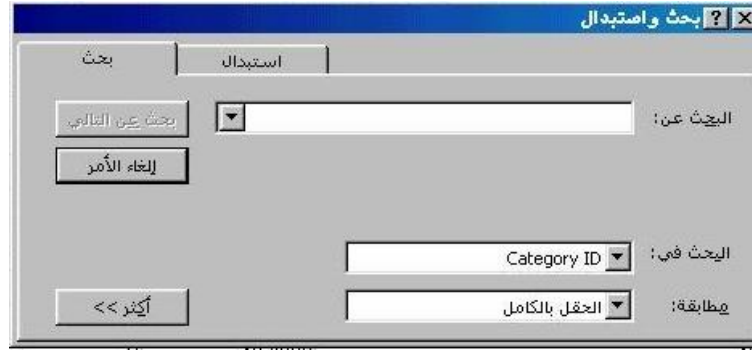 بحث واستبدال
بحث
استبدال
البحث عن:
بحث عن التالي
إلغاء الأمر
البحث في: Category ID
مطابقة: الحقل بالكامل
أكثر >>